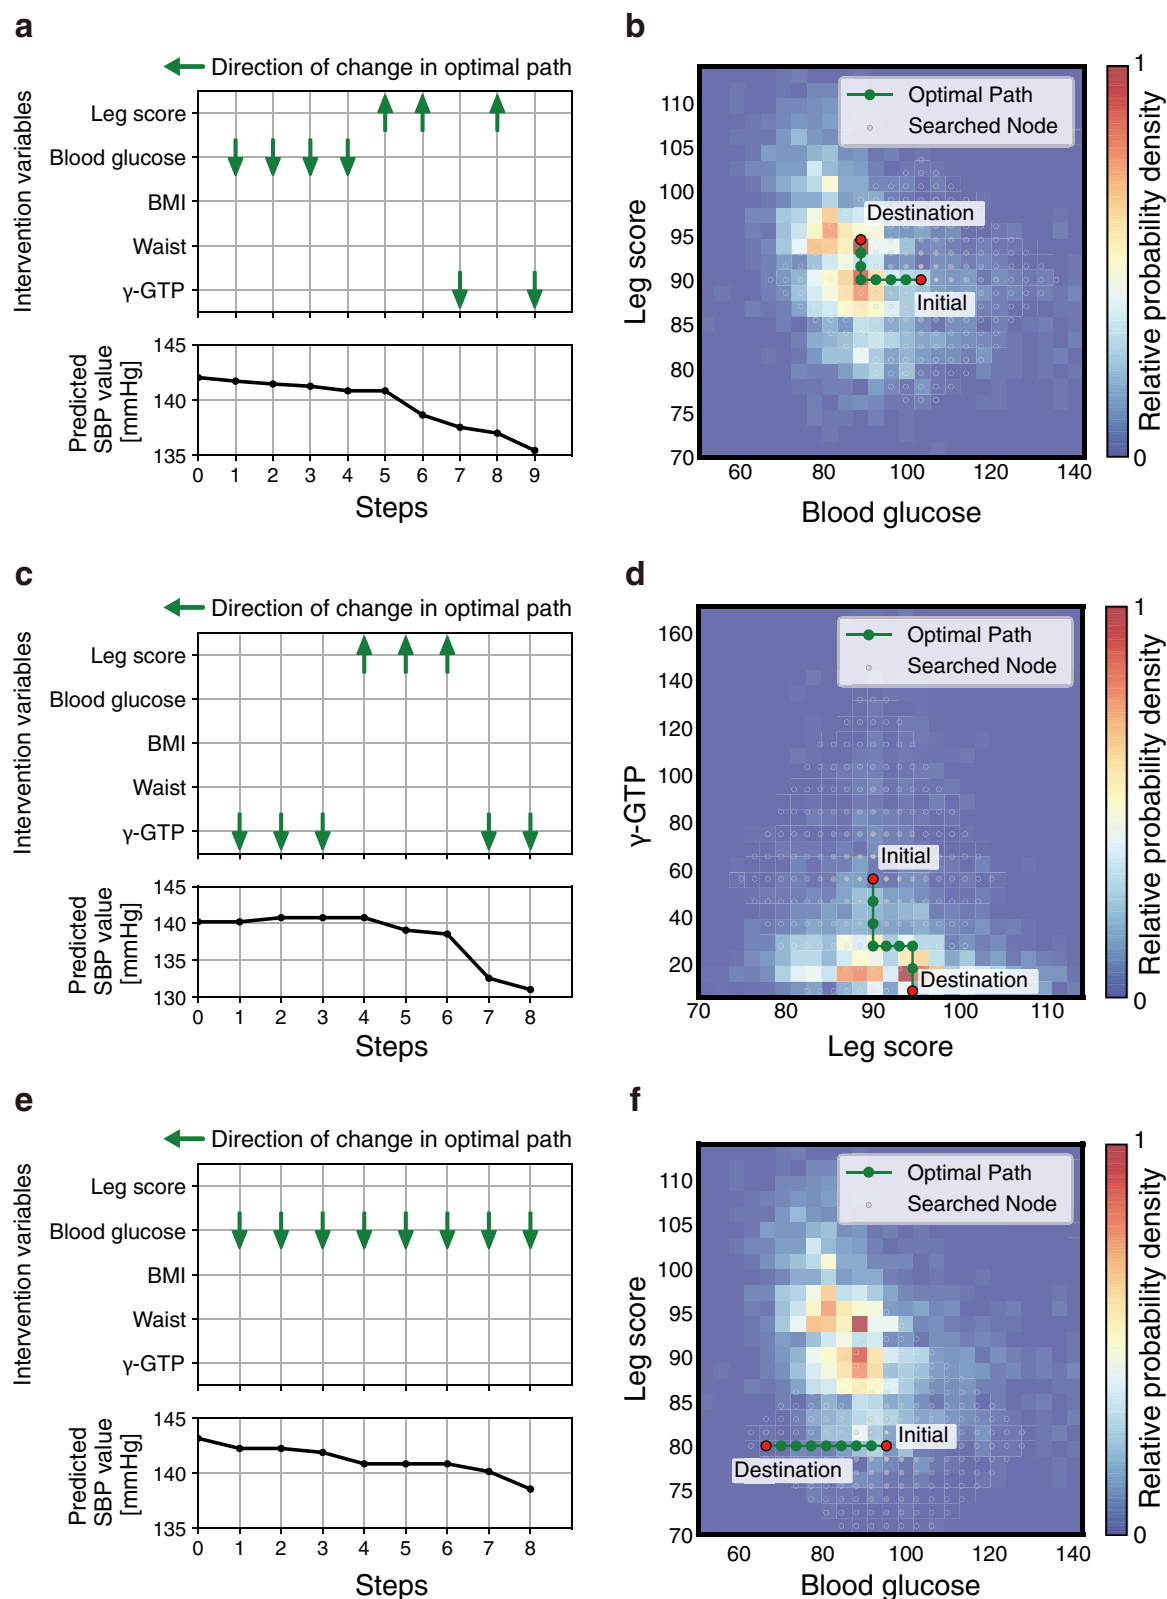 a
Direction of change in optimal path
Intervention variables
Leg score
Blood glucose
BMI
Waist
γ-GTP
Predicted
SBP value
[mmHg]
145
140
135
0 1 2 3 4 5 6 7 8 9
Steps
b
Optimal Path
Searched Node
Destination
Initial
Leg score
110
105
100
95
90
85
80
75
70
60 80 100 120 140
Blood glucose
1
0
Relative probability density
c
Direction of change in optimal path
Intervention variables
Leg score
Blood glucose
BMI
Waist
γ-GTP
Predicted
SBP value
[mmHg]
145
140
135
130
0 1 2 3 4 5 6 7 8
Steps
d
Optimal Path
Searched Node
Initial
Destination
γ-GTP
160
140
120
100
80
60
40
20
70 80 90 100 110
Leg score
1
0
Relative probability density
e
Direction of change in optimal path
Intervention variables
Leg score
Blood glucose
BMI
Waist
γ-GTP
Predicted
SBP value
[mmHg]
145
140
135
0 1 2 3 4 5 6 7 8
Steps
f
Optimal Path
Searched Node
Initial
Destination
Leg score
110
105
100
95
90
85
80
75
70
60 80 100 120 140
Blood glucose
1
0
Relative probability density